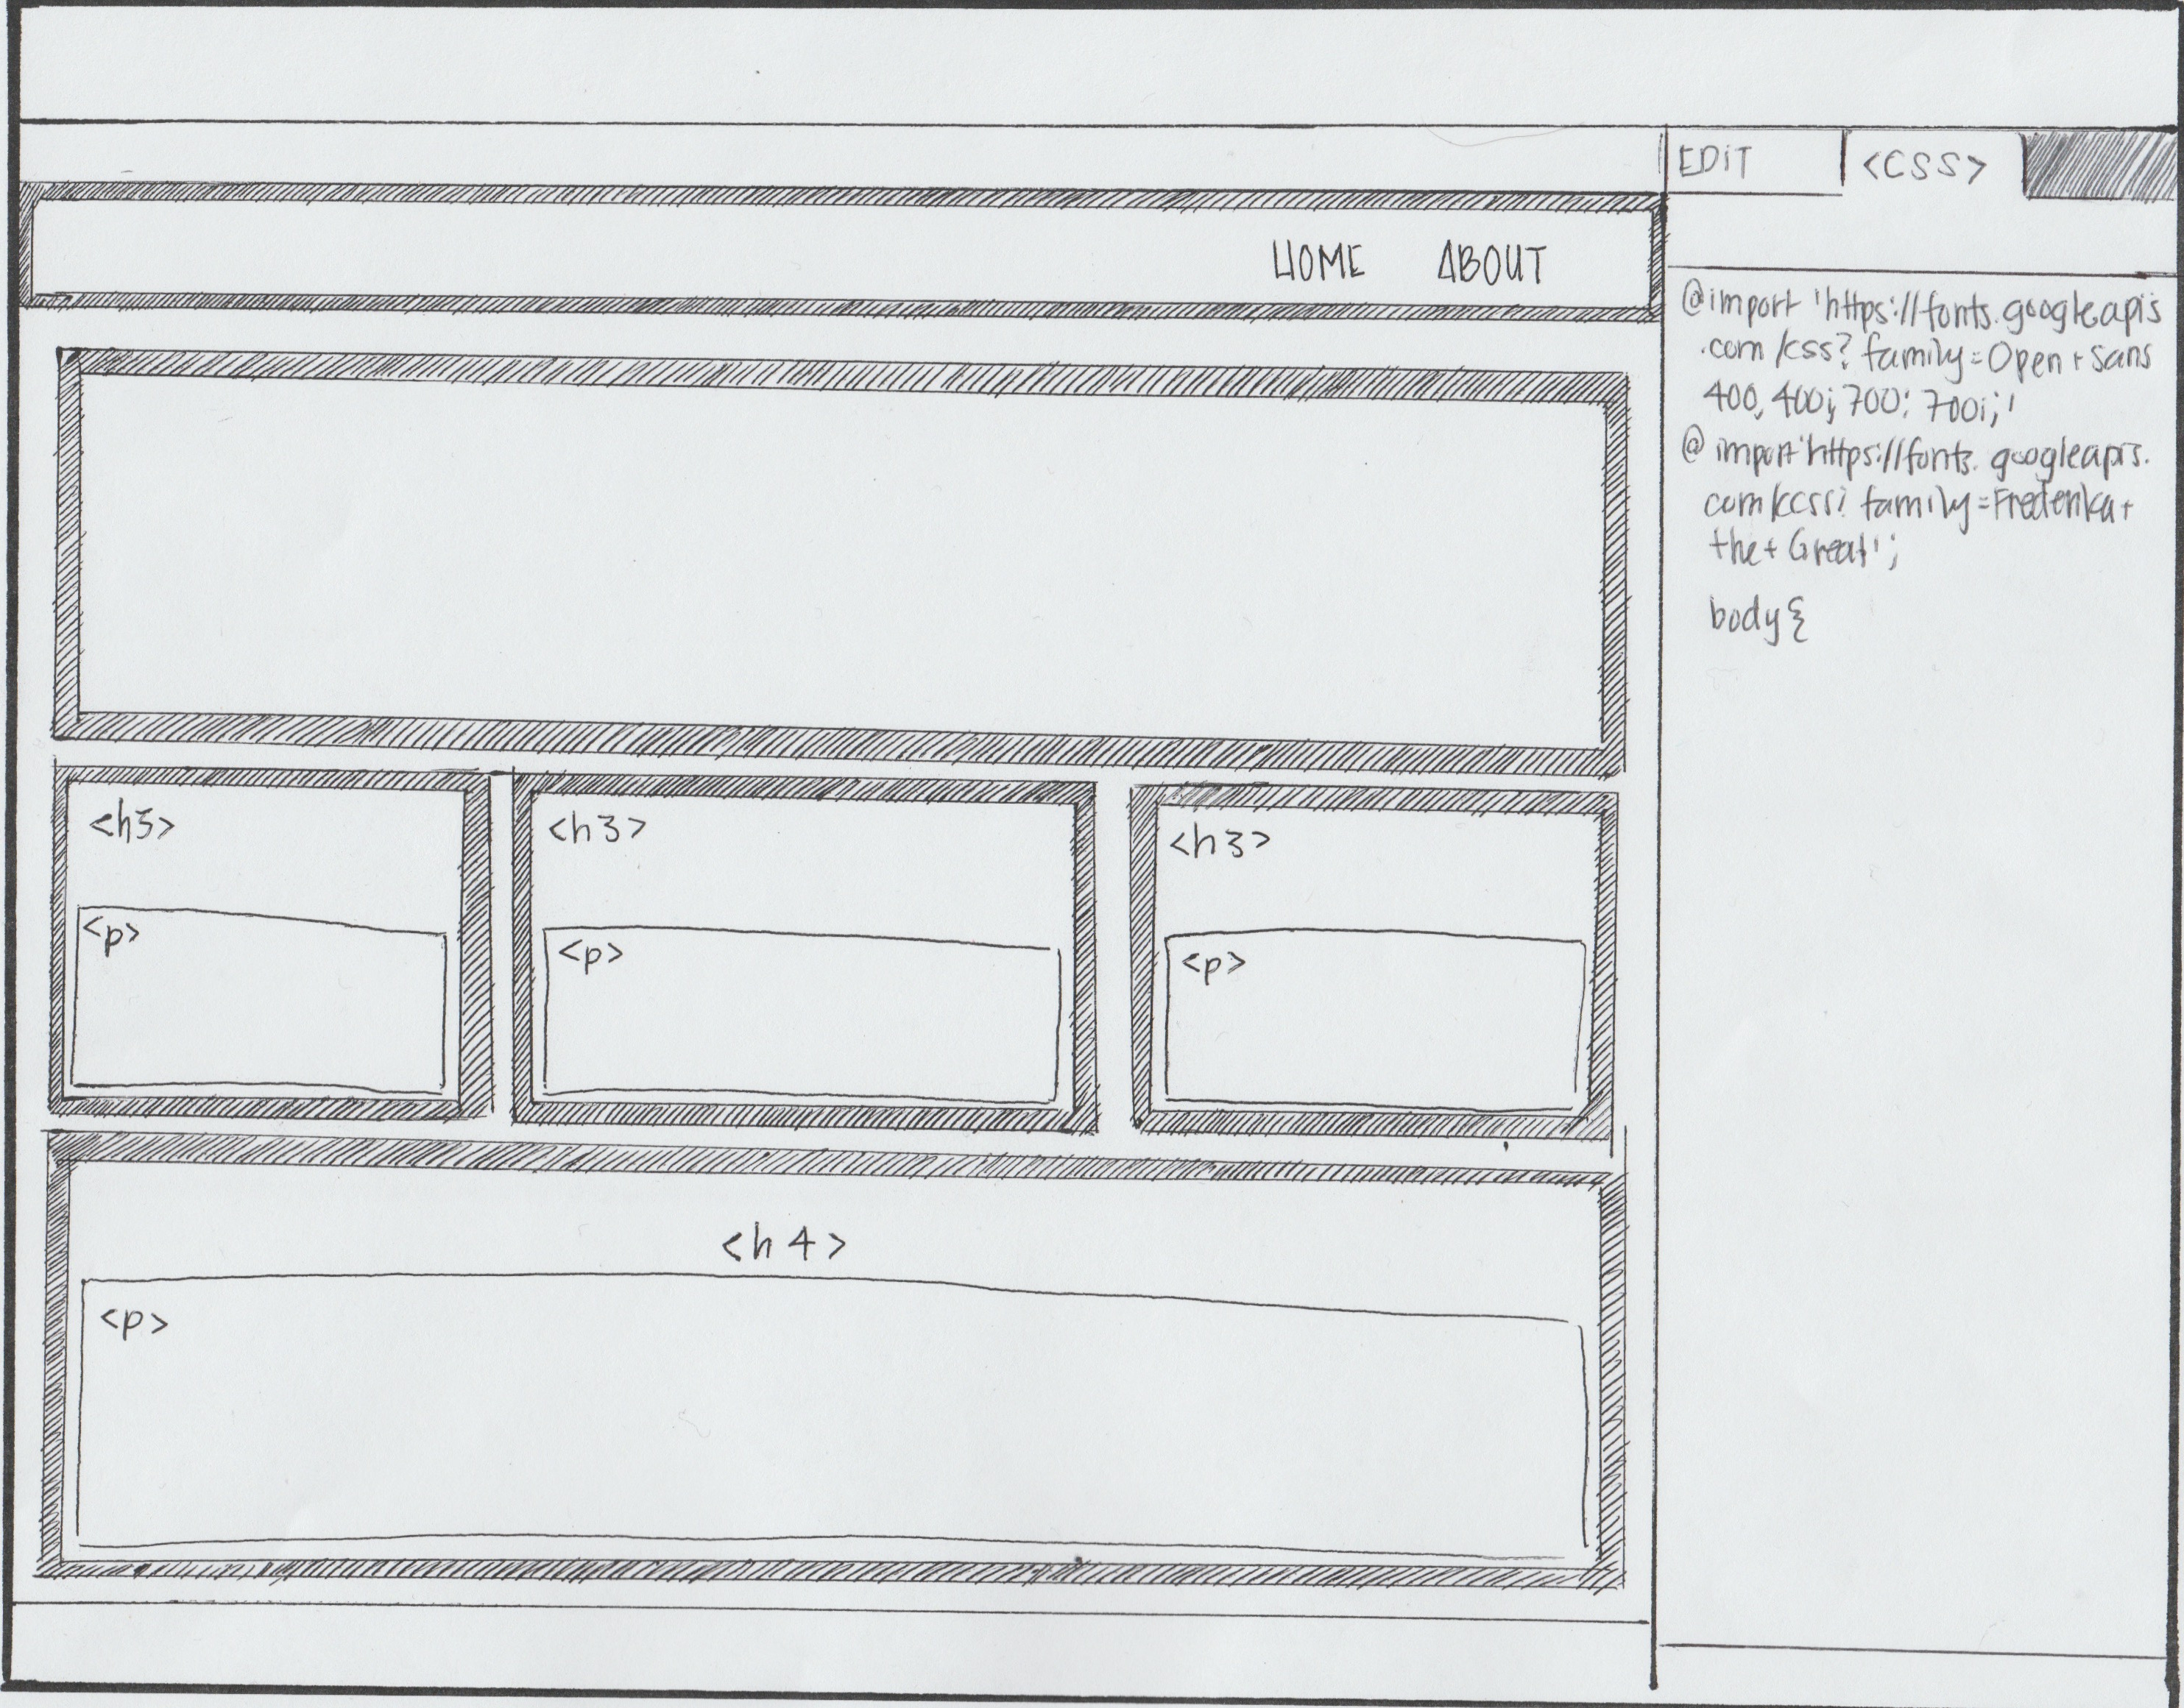 EDIT <CSS>
HOME ABOUT
@import 'https://fonts.googleapis
.com/css? family=Open+Sans
400, 400i; 700; 700i;'
@import 'https://fonts.googleapis.
com/css? family=Frederika+
the+Great';
body {
<h3> <h3> <h3>
<p> <p> <p>
<h4>
<p>